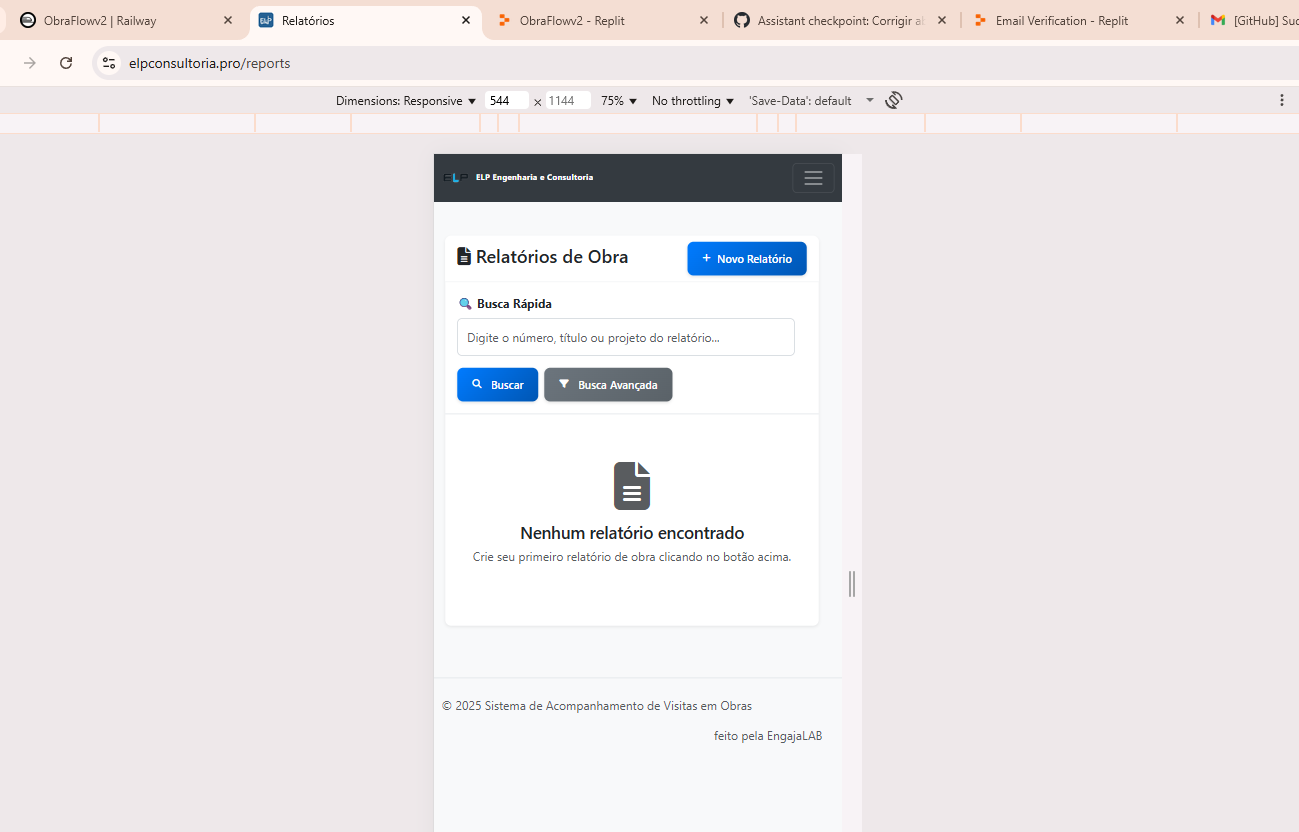 ObraFlowv2 | Railway
Relatórios
ObraFlowv2 - Replit
Assistant checkpoint: Corrigir
Email Verification - Replit
[GitHub]
elpconsultoria.pro/reports
Dimensions: Responsive 544 × 1144 75% No throttling 'Save-Data': default
ELP ELP Engenharia e Consultoria
Relatórios de Obra
+ Novo Relatório
Busca Rápida
Digite o número, título ou projeto do relatório...
Buscar
Busca Avançada
Nenhum relatório encontrado
Crie seu primeiro relatório de obra clicando no botão acima.
© 2025 Sistema de Acompanhamento de Visitas em Obras
feito pela EngajaLAB